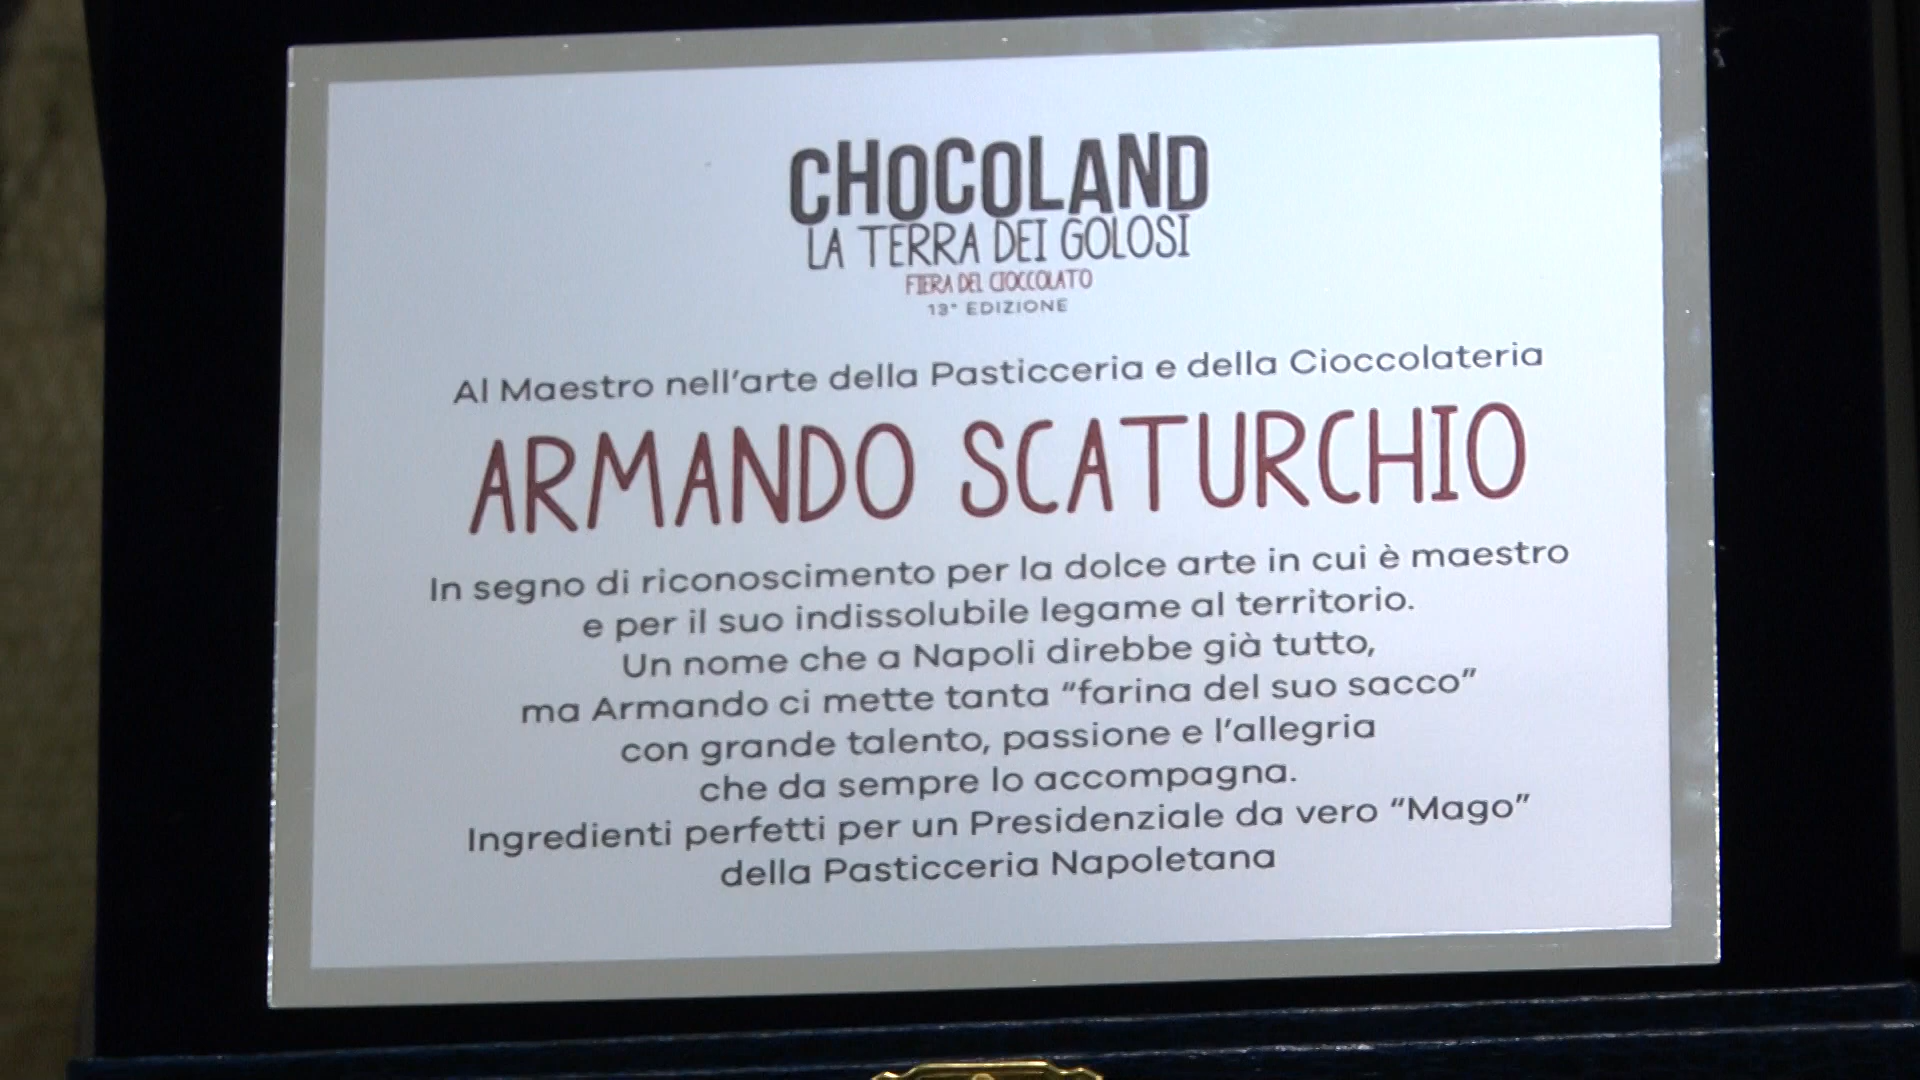 CHOCOLAND
LA TERRA DEI GOLOSI
FIERA DEL CIOCCOLATO
13° EDIZIONE
Al Maestro nell'arte della Pasticceria e della Cioccolateria
ARMANDO SCATURCHIO
In segno di riconoscimento per la dolce arte in cui è maestro
e per il suo indissolubile legame al territorio.
Un nome che a Napoli direbbe già tutto,
ma Armando ci mette tanta “farina del suo sacco”
con grande talento, passione e l'allegria
che da sempre lo accompagna.
Ingredienti perfetti per un Presidenziale da vero “Mago”
della Pasticceria Napoletana